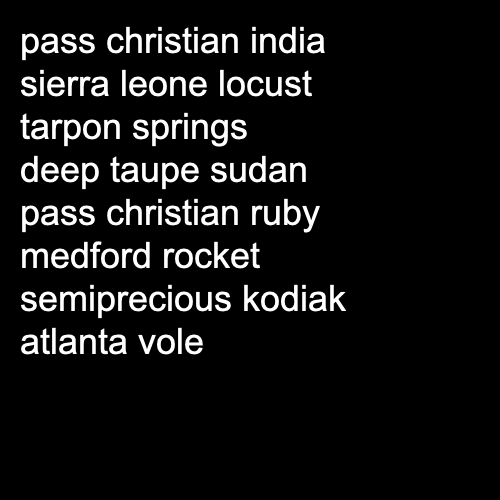 pass christian india
sierra leone locust
tarpon springs
deep taupe sudan
pass christian ruby
medford rocket
semiprecious kodiak
atlanta vole